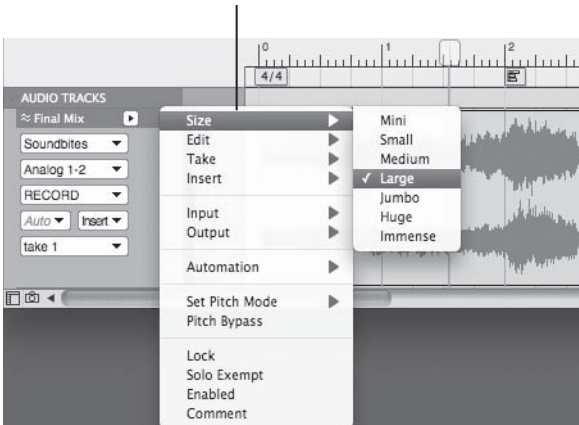 0 1 2
4/4
AUDIO TRACKS
Final Mix
Soundbites
Analog 1-2
RECORD
Auto Insert
take 1
Size
Edit
Take
Insert
Input
Output
Automation
Set Pitch Mode
Pitch Bypass
Lock
Solo Exempt
Enabled
Comment
Mini
Small
Medium
✓ Large
Jumbo
Huge
Immense